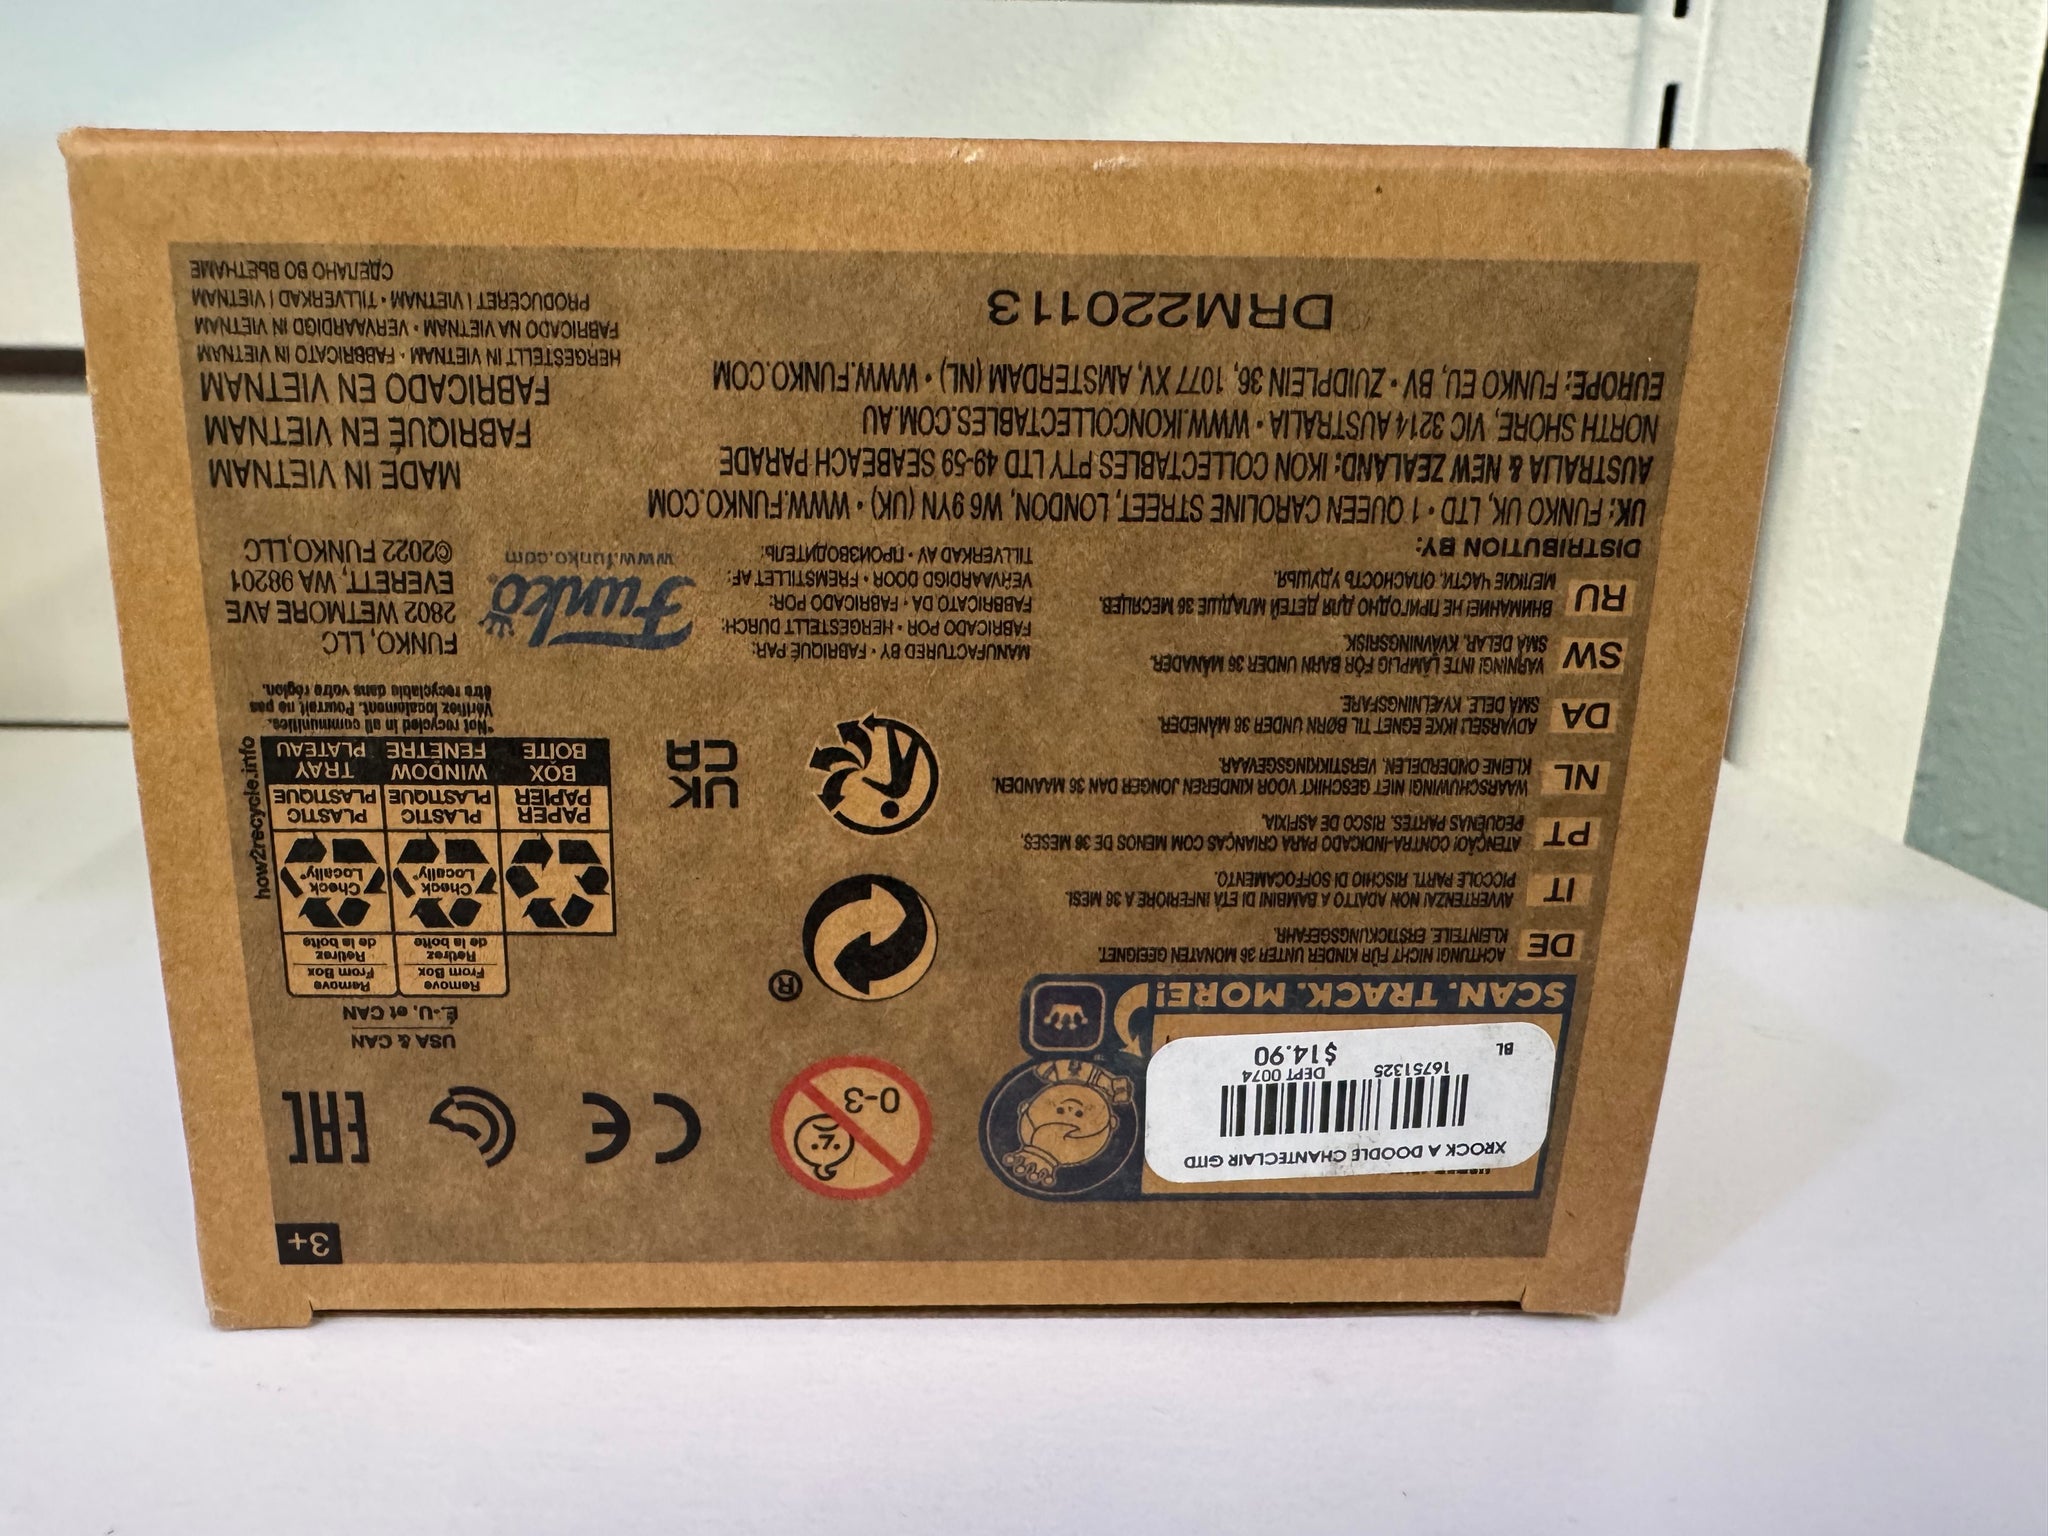 3+
XROCK A DOODLE CHANTECLAIR GITD
16751325 DEPT 0074
BL $14.90
SCAN. TRACK. MORE!
0-3
CE
EAC
USA & CAN
É.-U. et CAN
Remove
From Box
Retirez
de la boîte
Remove
From Box
Retirez
de la boîte
Check
Locally*
Check
Locally*
PAPER
PAPIER
PLASTIC
PLASTIQUE
PLASTIC
PLASTIQUE
BOX
BOÎTE
WINDOW
FENÊTRE
TRAY
PLATEAU
how2recycle.info
*Not recycled in all communities.
Vérifiez localement. Pourrait ne pas
être recyclable dans votre région.
®
UK
CA
DE ACHTUNG! NICHT FÜR KINDER UNTER 36 MONATEN GEEIGNET.
KLEINTEILE. ERSTICKUNGSGEFAHR.
IT AVVERTENZA! NON ADATTO A BAMBINI DI ETÀ INFERIORE A 36 MESI.
PICCOLE PARTI. RISCHIO DI SOFFOCAMENTO.
PT ATENÇÃO! CONTRA-INDICADO PARA CRIANÇAS COM MENOS DE 36 MESES.
PEQUENAS PARTES. RISCO DE ASFIXIA.
NL WAARSCHUWING! NIET GESCHIKT VOOR KINDEREN JONGER DAN 36 MAANDEN.
KLEINE ONDERDELEN. VERSTIKKINGSGEVAAR.
DA ADVARSEL! IKKE EGNET TIL BØRN UNDER 36 MÅNEDER.
SMÅ DELE. KVÆLNINGSFARE.
SW VARNING! INTE LÄMPLIG FÖR BAHN UNDER 36 MÅNADER.
SMÅ DELAR. KVÄVNINGSRISK.
RU ВНИМАНИЕ! НЕ ПРИГОДНО ДЛЯ ДЕТЕЙ МЛАДШЕ 36 МЕСЯЦЕВ.
МЕЛКИЕ ЧАСТИ. ОПАСНОСТЬ УДУШЬЯ.
MANUFACTURED BY • FABRIQUÉ PAR:
FABRICADO POR • HERGESTELLT DURCH:
FABBRICATO DA • FABRICADO POR:
VERVAARDIGD DOOR • FREMSTILLET AF:
TILLVERKAD AV • ПРОИЗВОДИТЕЛЬ:
Funko®
www.funko.com
FUNKO, LLC
2802 WETMORE AVE
EVERETT, WA 98201
©2022 FUNKO,LLC
DISTRIBUTION BY:
UK: FUNKO UK, LTD • 1 QUEEN CAROLINE STREET, LONDON, W6 9YN (UK) • WWW.FUNKO.COM
AUSTRALIA & NEW ZEALAND: IKON COLLECTABLES PTY LTD 49-59 SEABEACH PARADE
NORTH SHORE, VIC 3214 AUSTRALIA • WWW.IKONCOLLECTABLES.COM.AU
EUROPE: FUNKO EU, BV • ZUIDPLEIN 36, 1077 XV, AMSTERDAM (NL) • WWW.FUNKO.COM
DRM220113
MADE IN VIETNAM
FABRIQUÉ EN VIETNAM
FABRICADO EN VIETNAM
HERGESTELLT IN VIETNAM • FABBRICATO IN VIETNAM
FABRICADO NA VIETNAM • VERVAARDIGD IN VIETNAM
PRODUCERET I VIETNAM • TILLVERKAD I VIETNAM
СДЕЛАНО ВО ВЬЕТНАМЕ